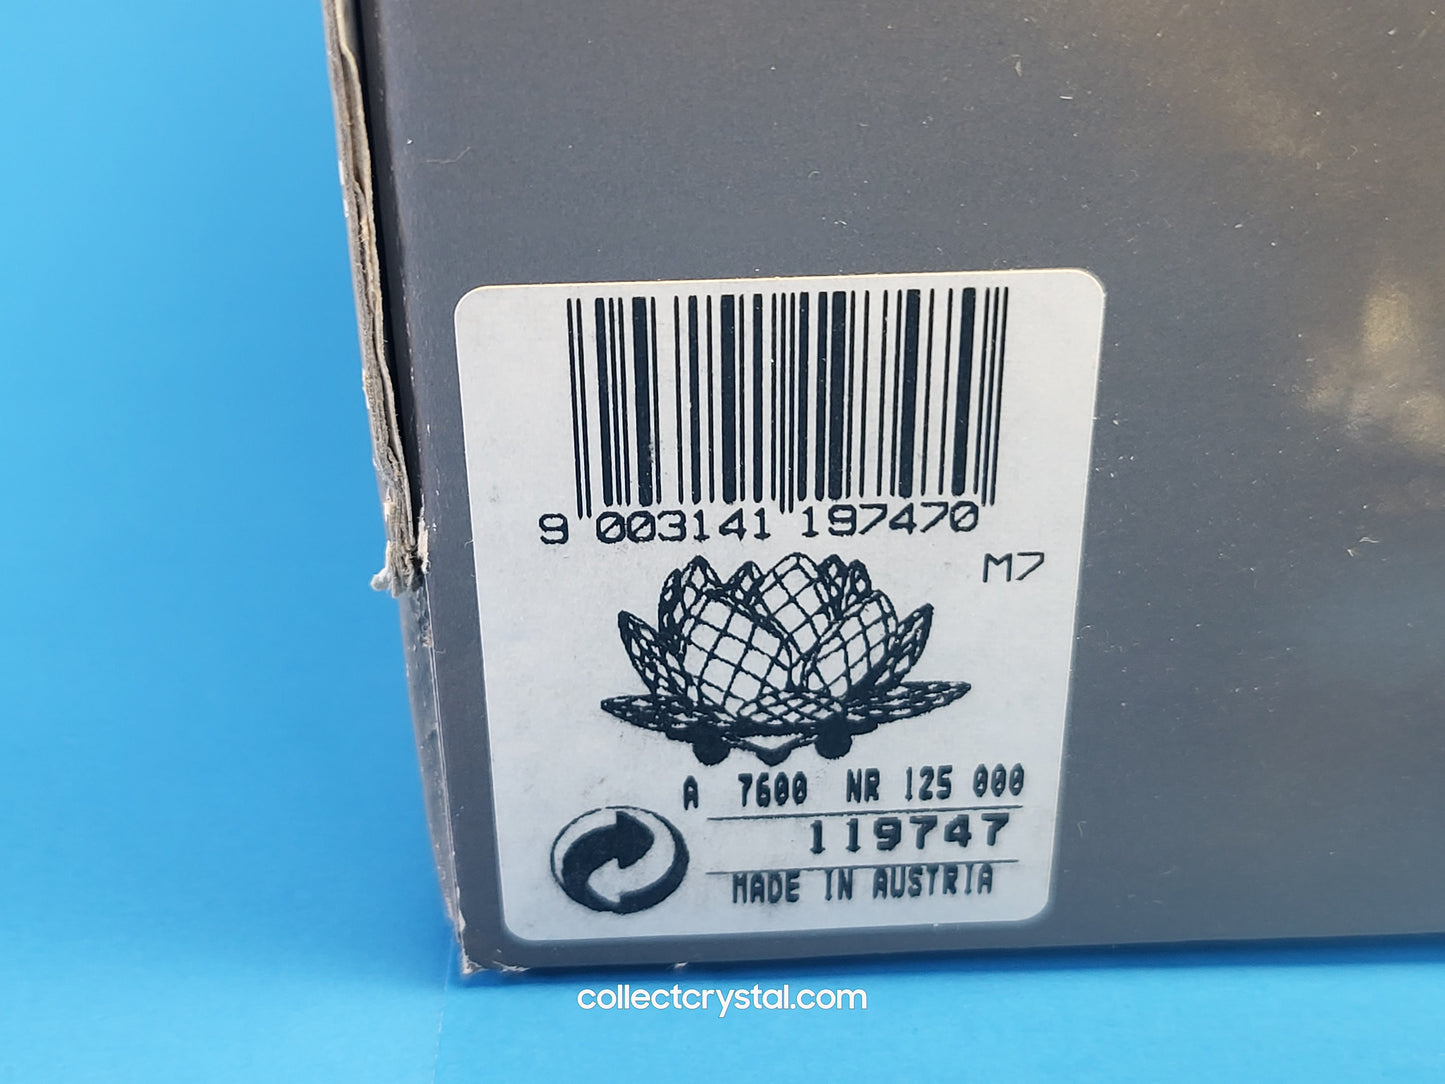 9 003141 197470
M7
A 7600 NR 125 000
119747
MADE IN AUSTRIA
collectcrystal.com